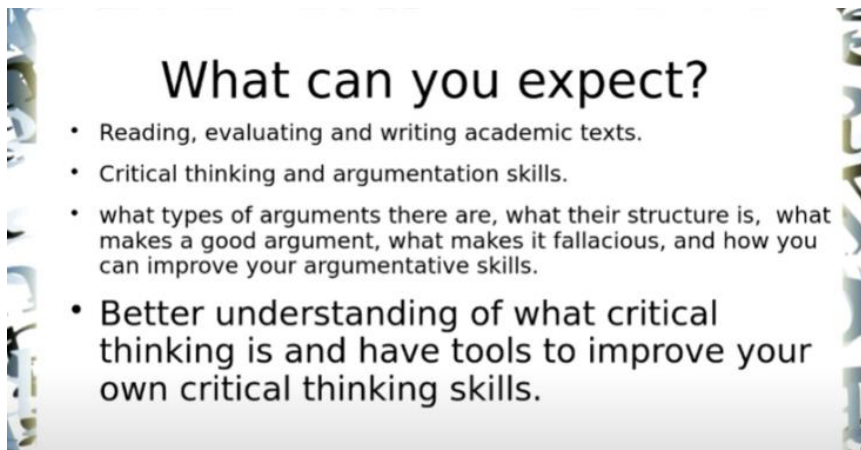 What can you expect?
• Reading, evaluating and writing academic texts.
• Critical thinking and argumentation skills.
• what types of arguments there are, what their structure is,  what
makes a good argument, what makes it fallacious, and how you
can improve your argumentative skills.
• Better understanding of what critical
thinking is and have tools to improve your
own critical thinking skills.